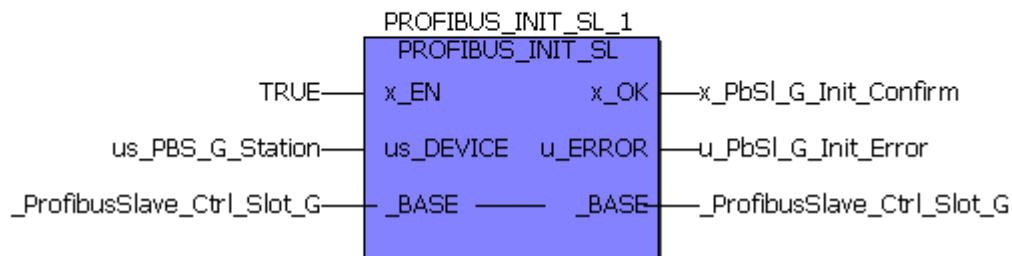 PROFIBUS_INIT_SL_1
PROFIBUS_INIT_SL
TRUE x_EN x_OK x_PbSl_G_Init_Confirm
us_PBS_G_Station us_DEVICE u_ERROR u_PbSl_G_Init_Error
_ProfibusSlave_Ctrl_Slot_G _BASE _BASE _ProfibusSlave_Ctrl_Slot_G